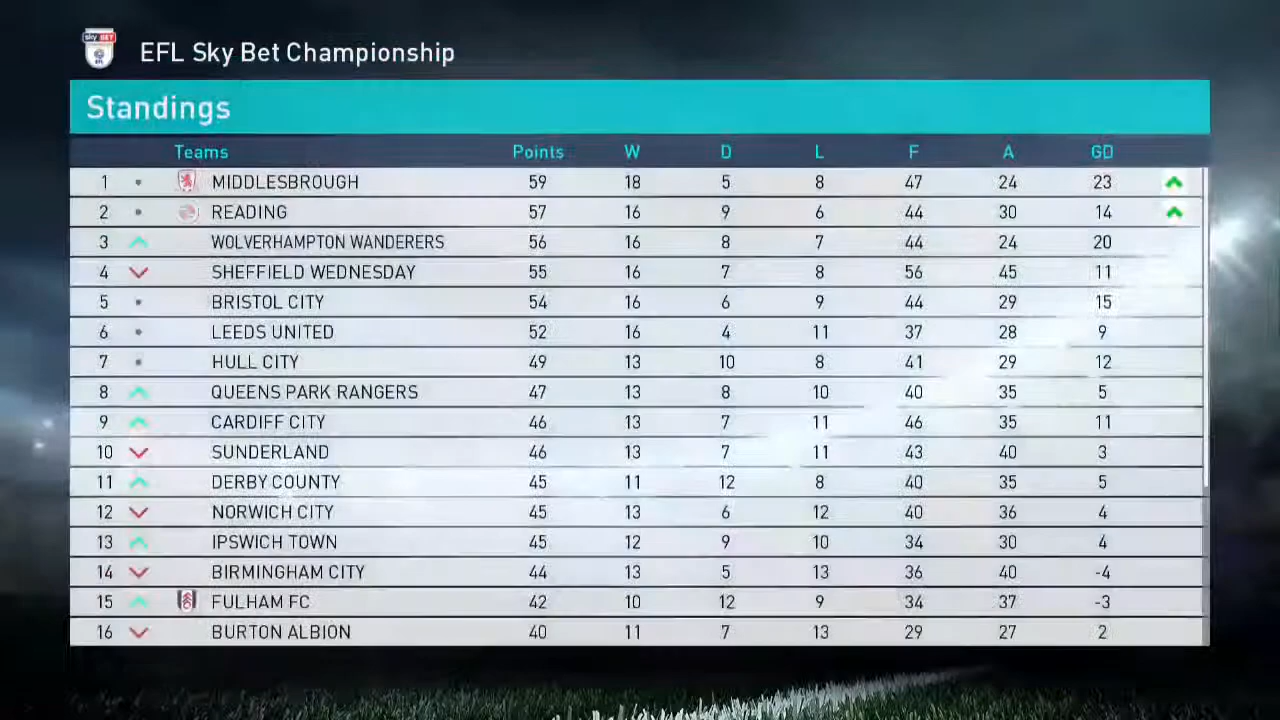 sky BET
EFL
EFL Sky Bet Championship
Standings
Teams Points W D L F A GD
1 MIDDLESBROUGH 59 18 5 8 47 24 23
2 READING 57 16 9 6 44 30 14
3 WOLVERHAMPTON WANDERERS 56 16 8 7 44 24 20
4 SHEFFIELD WEDNESDAY 55 16 7 8 56 45 11
5 BRISTOL CITY 54 16 6 9 44 29 15
6 LEEDS UNITED 52 16 4 11 37 28 9
7 HULL CITY 49 13 10 8 41 29 12
8 QUEENS PARK RANGERS 47 13 8 10 40 35 5
9 CARDIFF CITY 46 13 7 11 46 35 11
10 SUNDERLAND 46 13 7 11 43 40 3
11 DERBY COUNTY 45 11 12 8 40 35 5
12 NORWICH CITY 45 13 6 12 40 36 4
13 IPSWICH TOWN 45 12 9 10 34 30 4
14 BIRMINGHAM CITY 44 13 5 13 36 40 -4
15 FULHAM FC 42 10 12 9 34 37 -3
16 BURTON ALBION 40 11 7 13 29 27 2